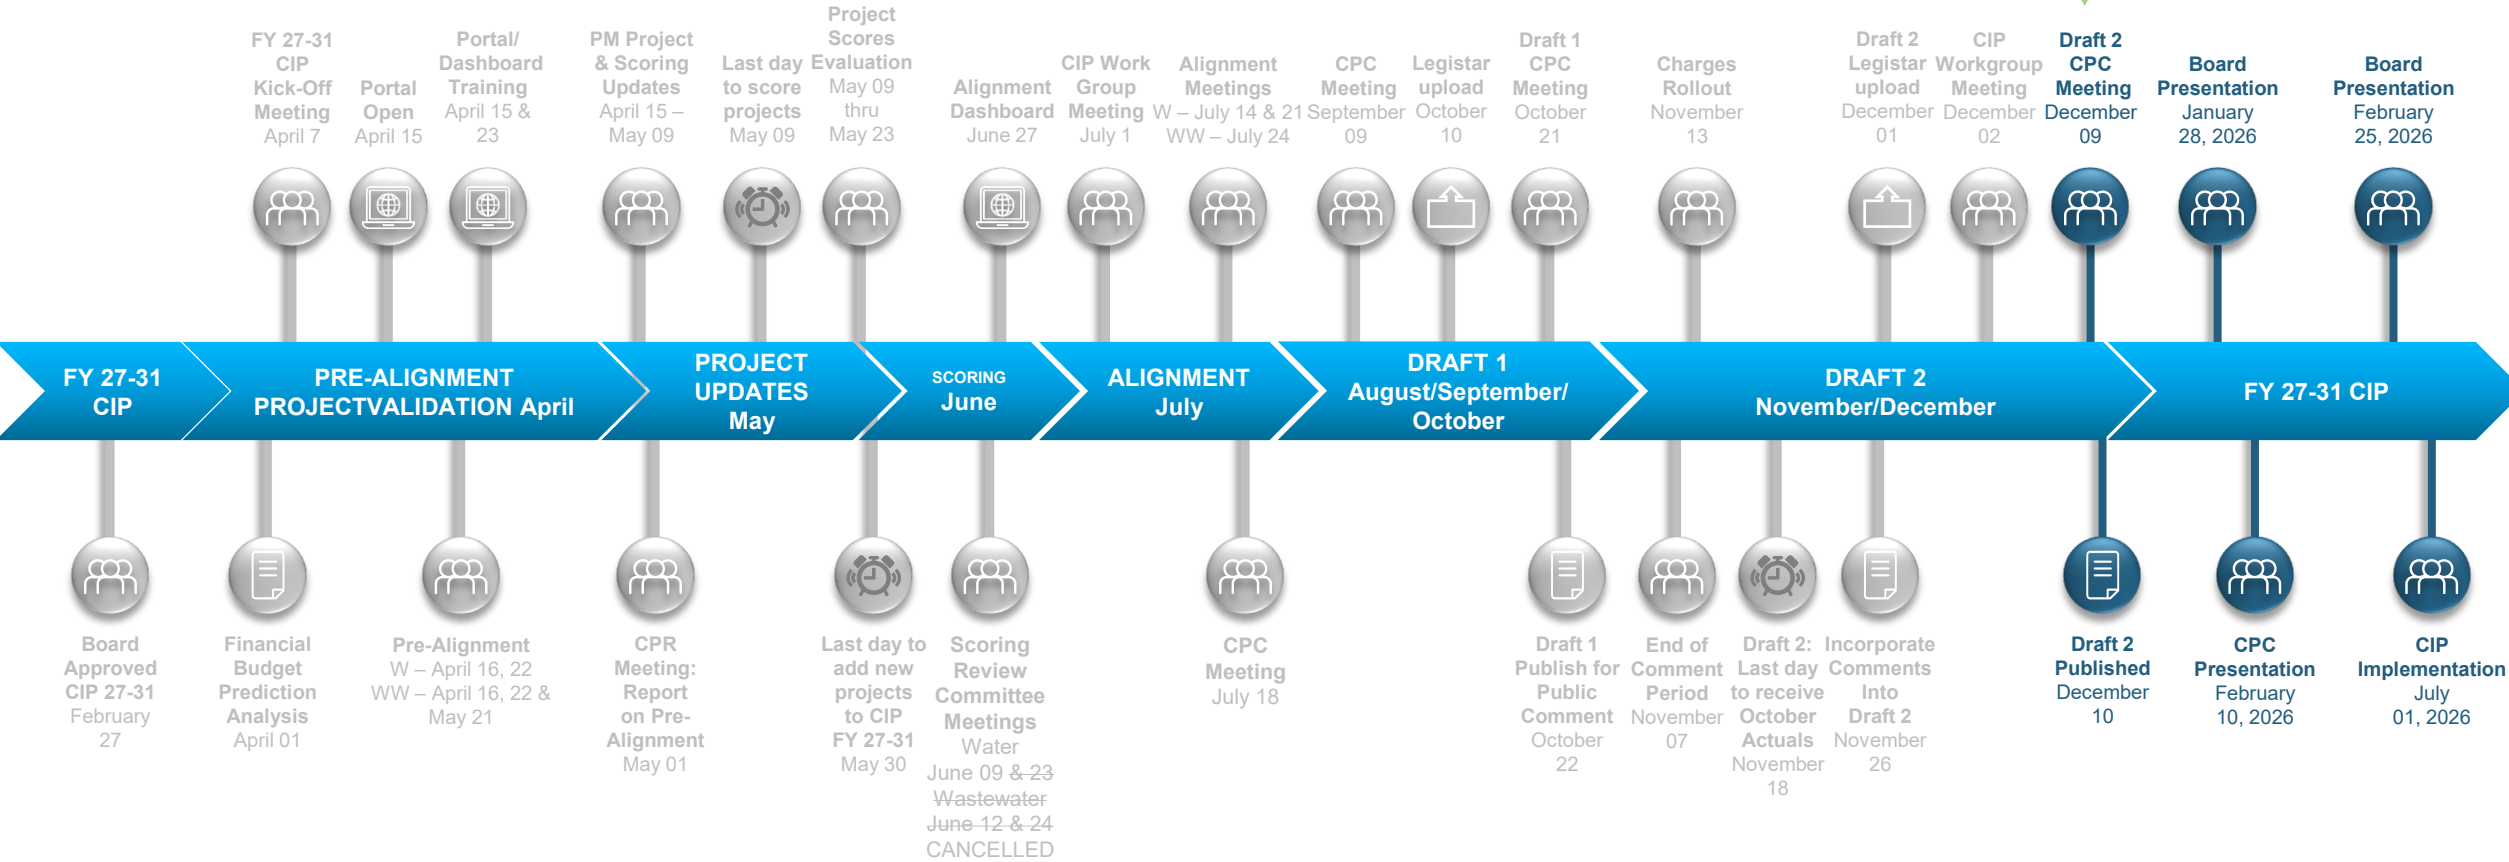 FY 27-31
CIP
Kick-Off
Meeting
April 7
Portal
Open
April 15
Portal/
Dashboard
Training
April 15 &
23
PM Project
& Scoring
Updates
April 15 –
May 09
Last day
to score
projects
May 09
Project
Scores
Evaluation
May 09
thru
May 23
Alignment
Dashboard
June 27
CIP Work
Group
Meeting
July 1
Alignment
Meetings
W – July 14 & 21
WW – July 24
CPC
Meeting
September
09
Legistar
upload
October
10
Draft 1
CPC
Meeting
October
21
Charges
Rollout
November
13
Draft 2
Legistar
upload
December
01
CIP
Workgroup
Meeting
December
02
Draft 2
CPC
Meeting
December
09
Board
Presentation
January
28, 2026
Board
Presentation
February
25, 2026
FY 27-31
CIP
PRE-ALIGNMENT
PROJECTVALIDATION April
PROJECT
UPDATES
May
SCORING
June
ALIGNMENT
July
DRAFT 1
August/September/
October
DRAFT 2
November/December
FY 27-31 CIP
Board
Approved
CIP 27-31
February
27
Financial
Budget
Prediction
Analysis
April 01
Pre-Alignment
W – April 16, 22
WW – April 16, 22 &
May 21
CPR
Meeting:
Report
on Pre-
Alignment
May 01
Last day to
add new
projects
to CIP
FY 27-31
May 30
Scoring
Review
Committee
Meetings
Water
June 09 & 23
Wastewater
June 12 & 24
CANCELLED
CPC
Meeting
July 18
Draft 1
Publish for
Public
Comment
October
22
End of
Comment
Period
November
07
Draft 2:
Last day
to receive
October
Actuals
November
18
Incorporate
Comments
Into
Draft 2
November
26
Draft 2
Published
December
10
CPC
Presentation
February
10, 2026
CIP
Implementation
July
01, 2026